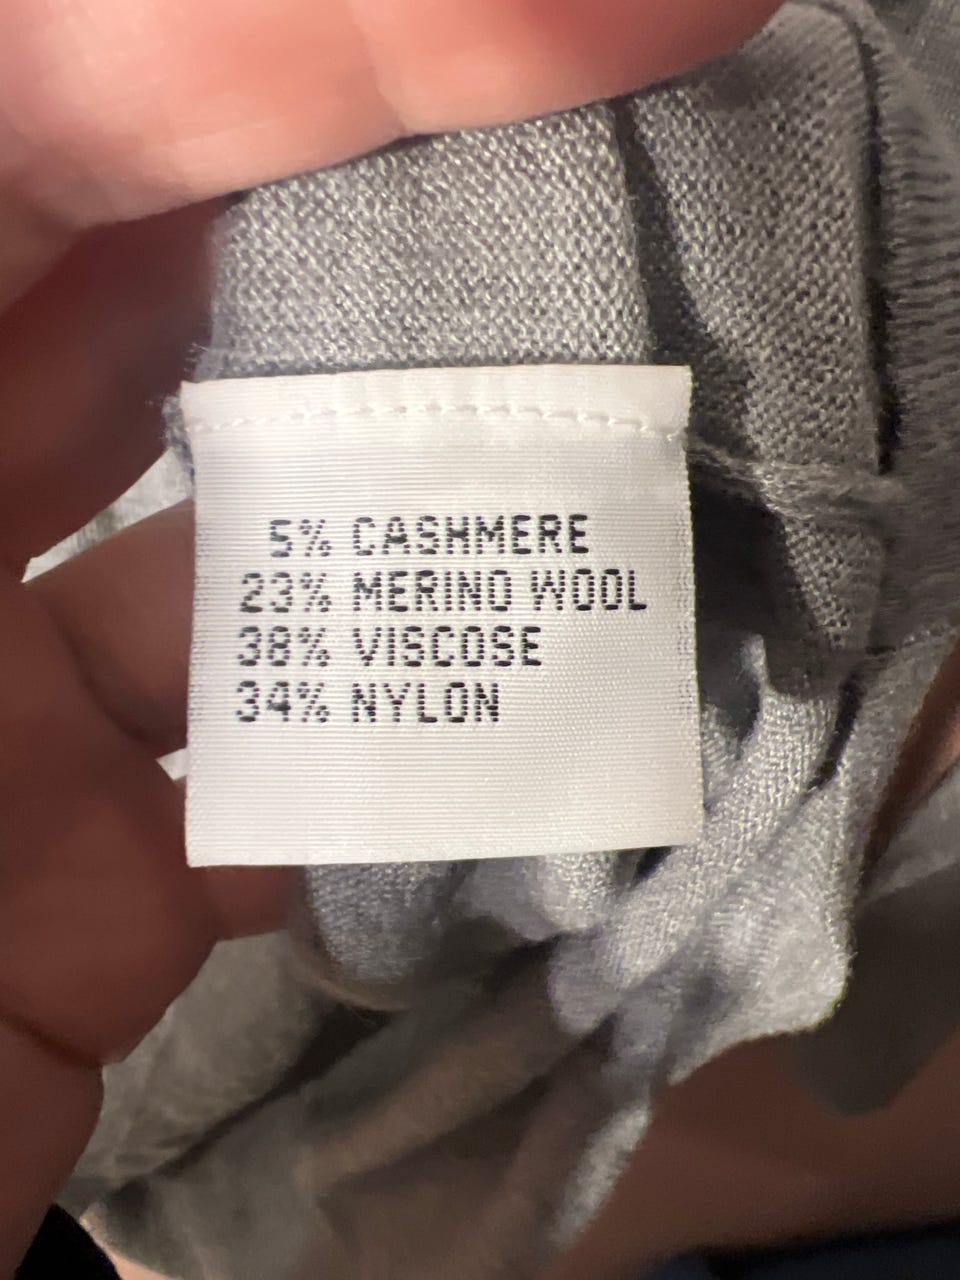 5% CASHMERE
23% MERINO WOOL
38% VISCOSE
34% NYLON